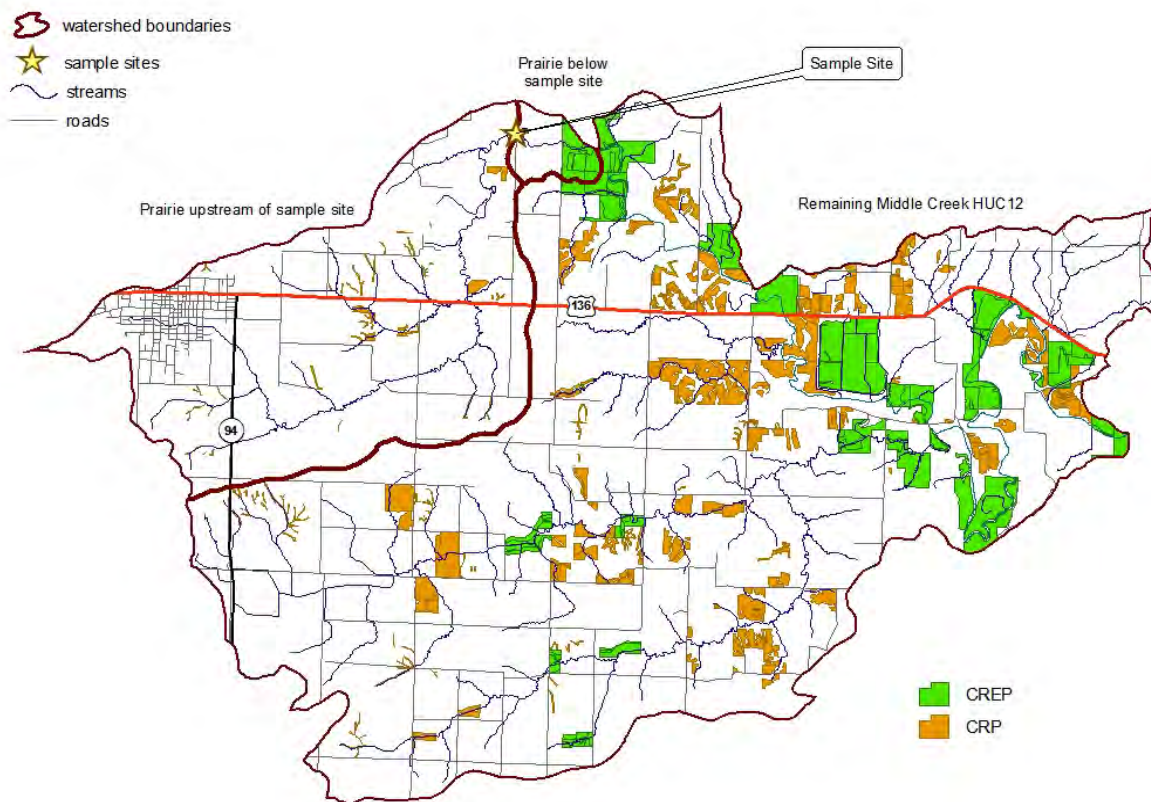 watershed boundaries
sample sites
streams
roads
Prairie below
sample site
Sample Site
Prairie upstream of sample site
Remaining Middle Creek HUC12
136
94
CREP
CRP